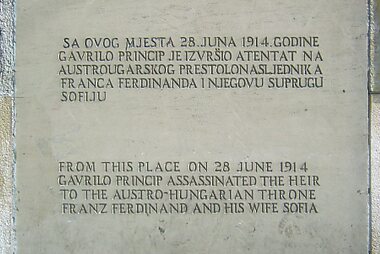 SA OVOG MJESTA 28. JUNA 1914. GODINE
GAVRILO PRINCIP JE IZVRŠIO ATENTAT NA
AUSTROUGARSKOG PRESTOLONASLJEDNIKA
FRANCA FERDINANDA I NJEGOVU SUPRUGU
SOFIJU
FROM THIS PLACE ON 28 JUNE 1914
GAVRILO PRINCIP ASSASSINATED THE HEIR
TO THE AUSTRO-HUNGARIAN THRONE
FRANZ FERDINAND AND HIS WIFE SOFIA